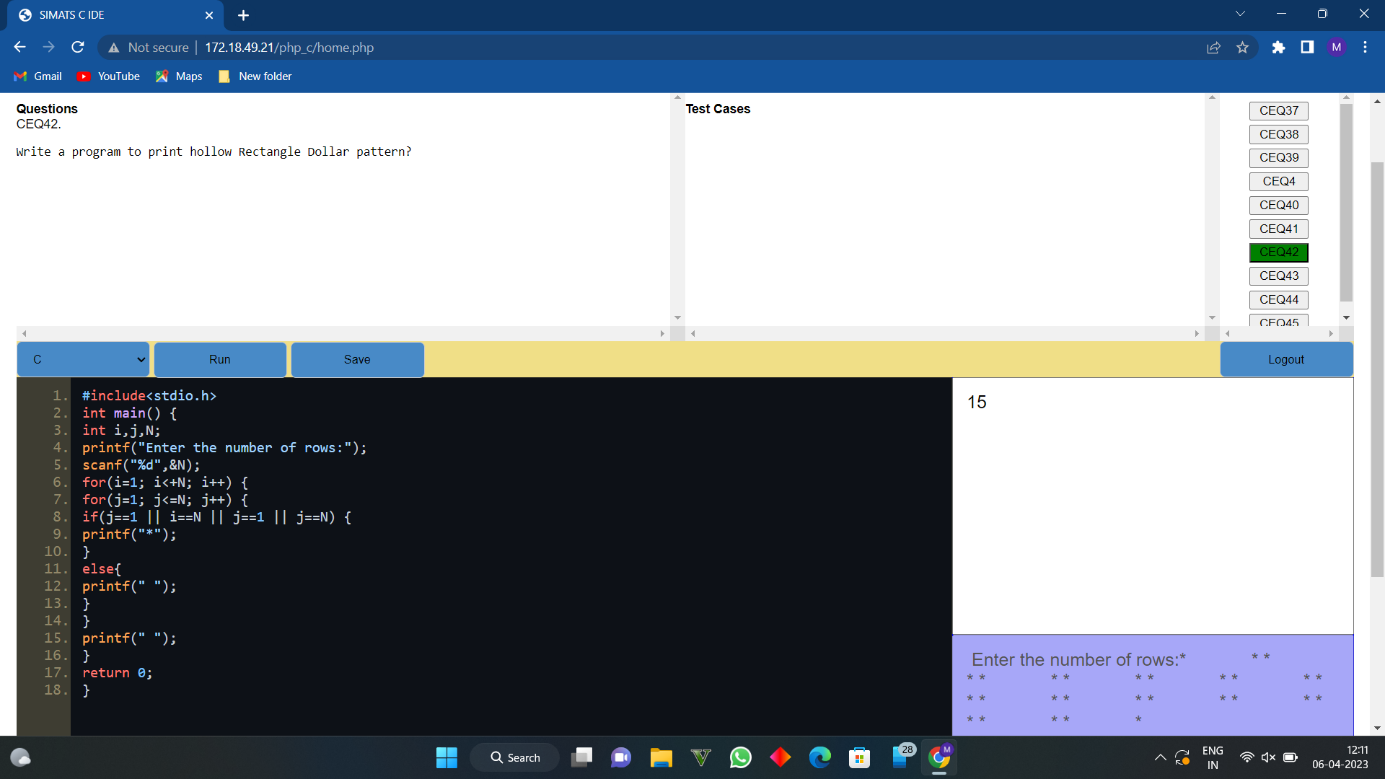 SIMATS C IDE
Not secure | 172.18.49.21/php_c/home.php
M
Gmail YouTube Maps New folder
Questions
CEQ42.
Write a program to print hollow Rectangle Dollar pattern?
Test Cases
CEQ37
CEQ38
CEQ39
CEQ4
CEQ40
CEQ41
CEQ42
CEQ43
CEQ44
CEQ45
C Run Save Logout
1. #include<stdio.h>
2. int main() {
3. int i,j,N;
4. printf("Enter the number of rows:");
5. scanf("%d",&N);
6. for(i=1; i<+N; i++) {
7. for(j=1; j<=N; j++) {
8. if(j==1 || i==N || j==1 || j==N) {
9. printf("*");
10. }
11. else{
12. printf(" ");
13. }
14. }
15. printf(" ");
16. }
17. return 0;
18. }
15
Enter the number of rows:* * *
* * * * * * * * * *
* * * * * * * * * *
* * * * *
Search
28
M
ENG
IN
12:11
06-04-2023